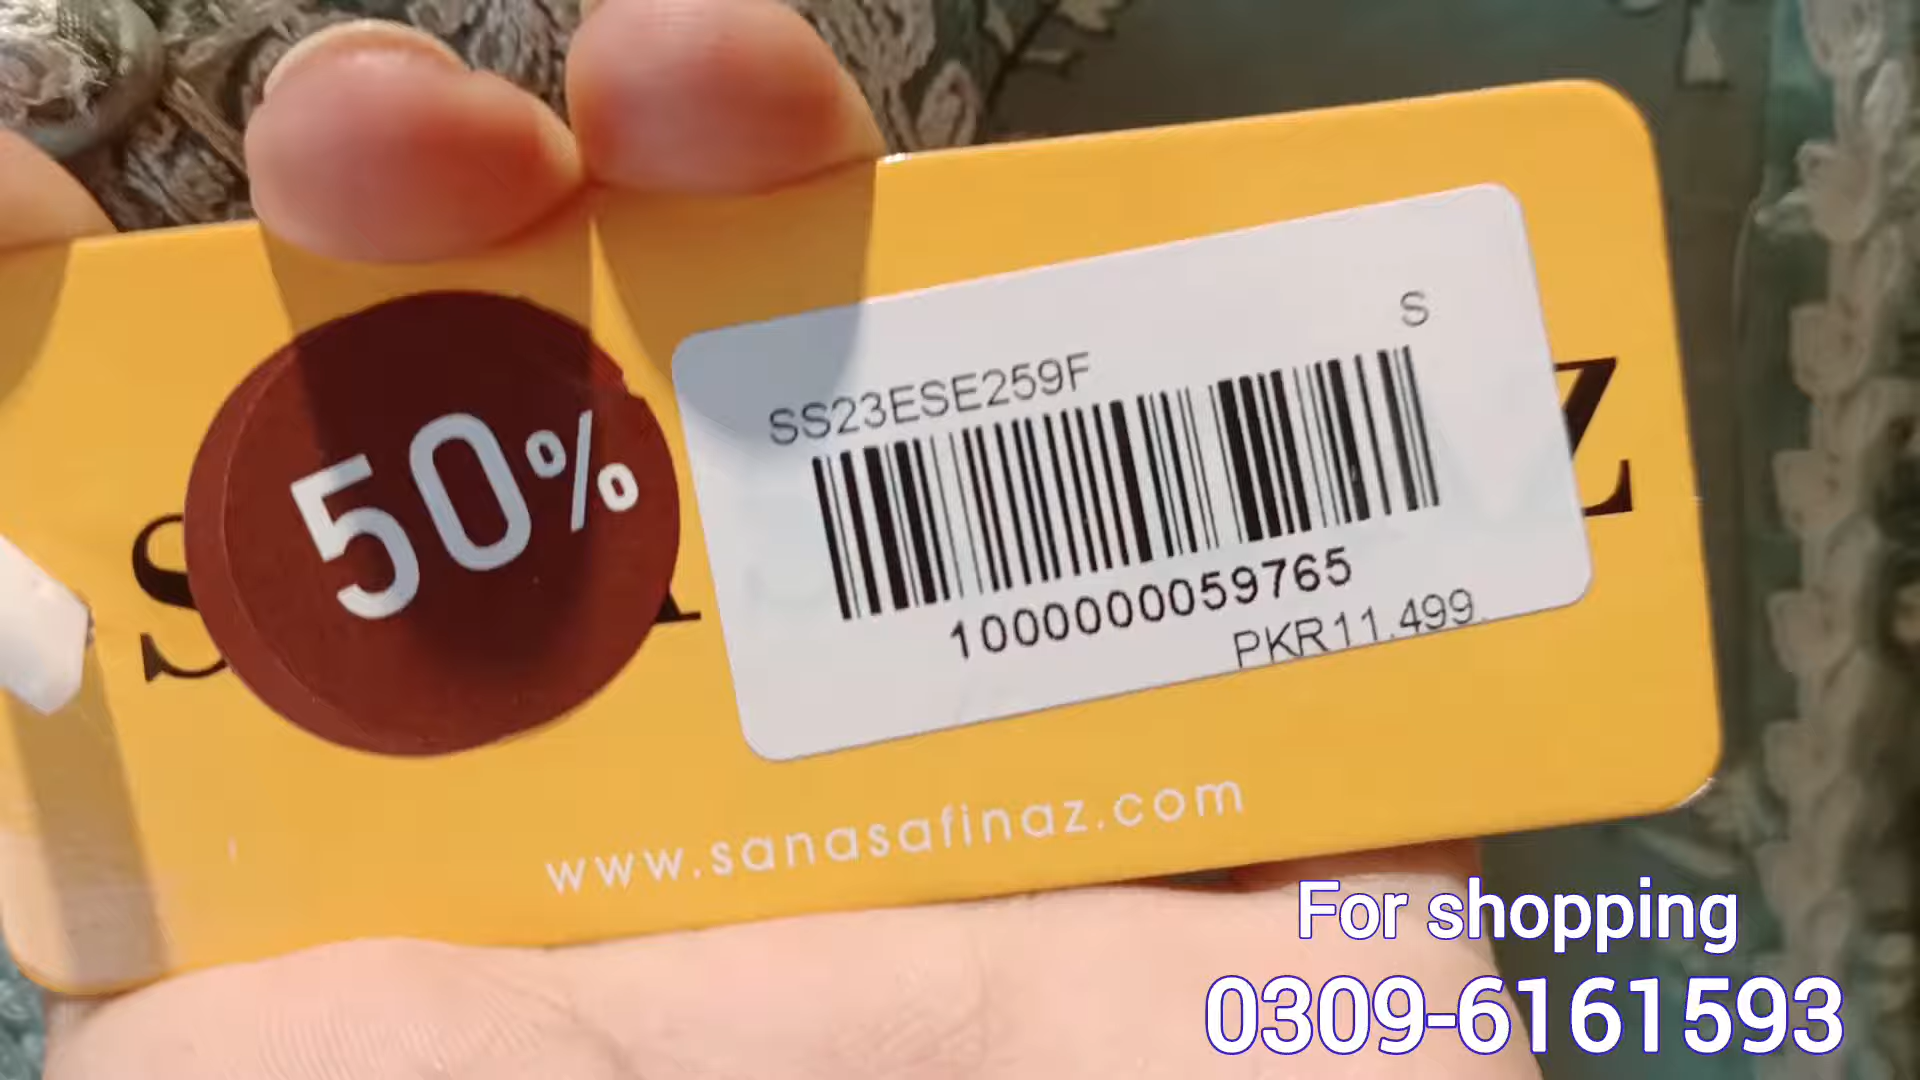 50%
S
SS23ESE259F
1000000059765
PKR11.499.
S
Z
www.sanasafinaz.com
For shopping
0309-6161593